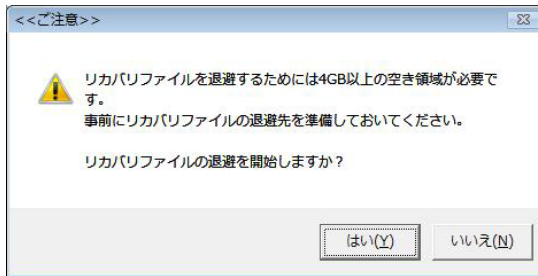 <<ご注意>>
リカバリファイルを退避するためには4GB以上の空き領域が必要で
す。
事前にリカバリファイルの退避先を準備しておいてください。
リカバリファイルの退避を開始しますか？
はい(Y)
いいえ(N)